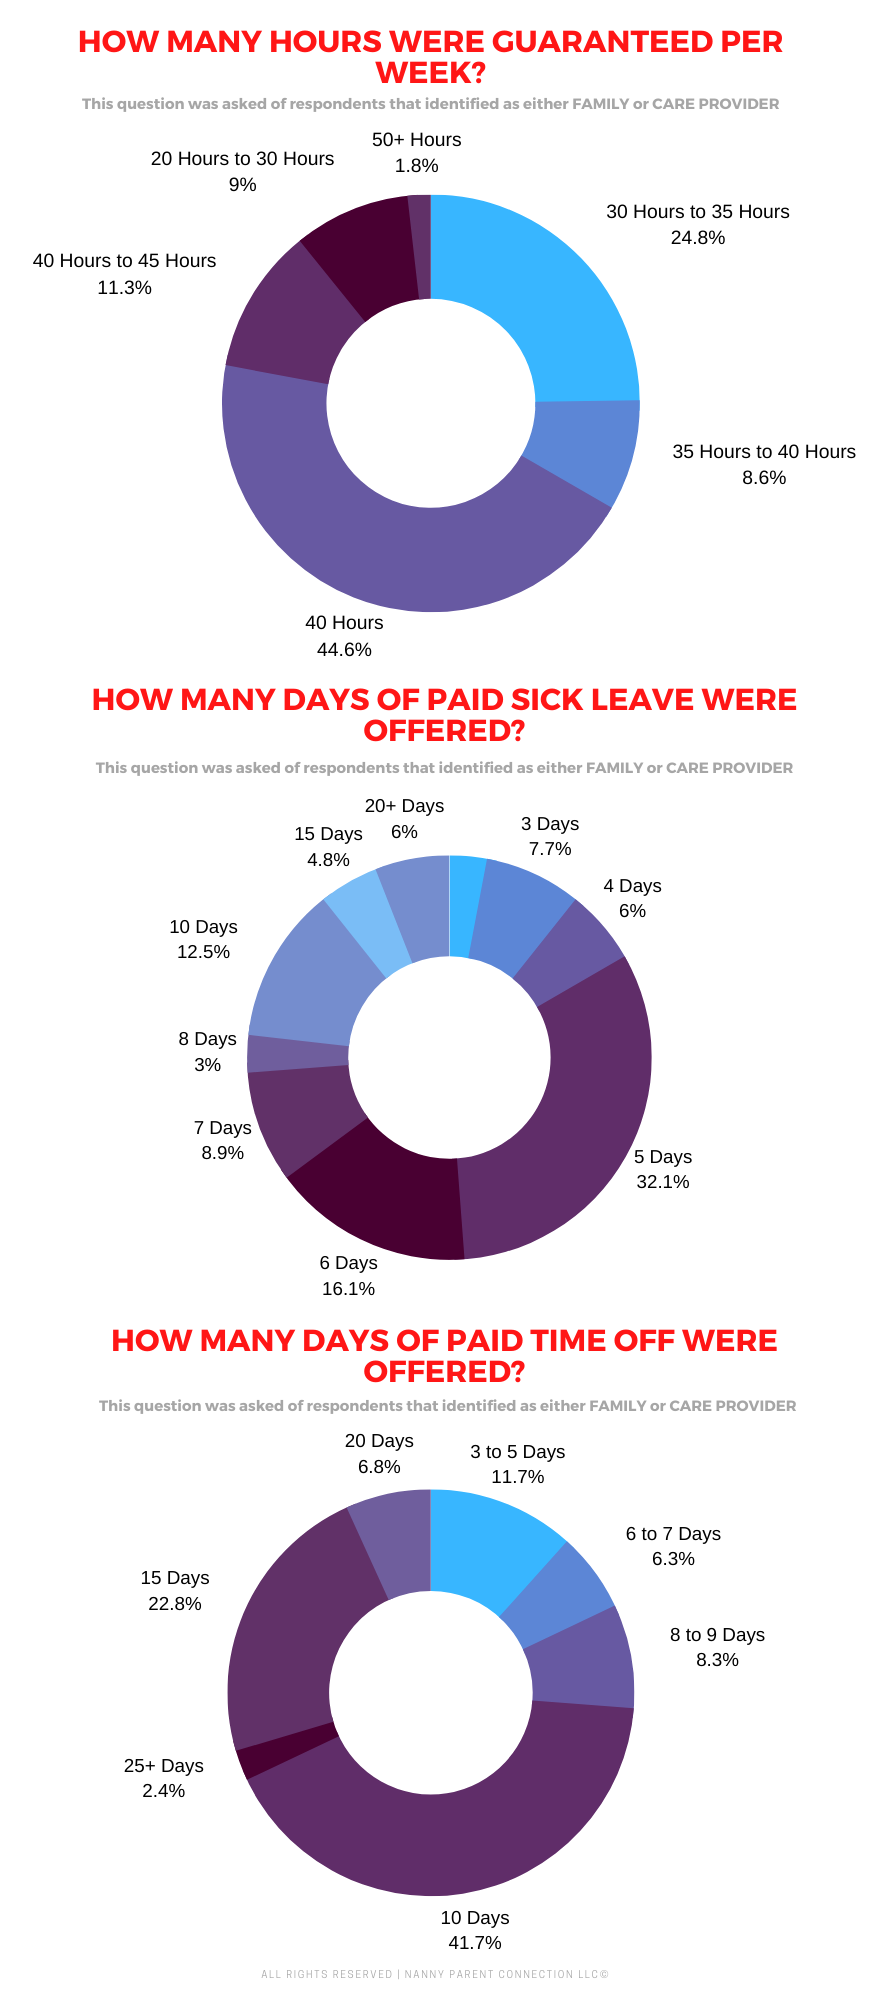 HOW MANY HOURS WERE GUARANTEED PER
WEEK?
This question was asked of respondents that identified as either FAMILY or CARE PROVIDER
50+ Hours
1.8%
20 Hours to 30 Hours
9%
30 Hours to 35 Hours
24.8%
40 Hours to 45 Hours
11.3%
35 Hours to 40 Hours
8.6%
40 Hours
44.6%
HOW MANY DAYS OF PAID SICK LEAVE WERE
OFFERED?
This question was asked of respondents that identified as either FAMILY or CARE PROVIDER
20+ Days
6%
3 Days
7.7%
15 Days
4.8%
4 Days
6%
10 Days
12.5%
8 Days
3%
7 Days
8.9%
5 Days
32.1%
6 Days
16.1%
HOW MANY DAYS OF PAID TIME OFF WERE
OFFERED?
This question was asked of respondents that identified as either FAMILY or CARE PROVIDER
20 Days
6.8%
3 to 5 Days
11.7%
6 to 7 Days
6.3%
15 Days
22.8%
8 to 9 Days
8.3%
25+ Days
2.4%
10 Days
41.7%
ALL RIGHTS RESERVED | NANNY PARENT CONNECTION LLC©